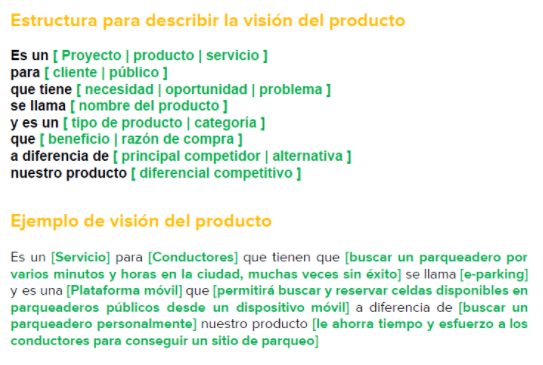 Estructura para describir la visión del producto
Es un [ Proyecto | producto | servicio ]
para [ cliente | público ]
que tiene [ necesidad | oportunidad | problema ]
se llama [ nombre del producto ]
y es un [ tipo de producto | categoría ]
que [ beneficio | razón de compra ]
a diferencia de [ principal competidor | alternativa ]
nuestro producto [ diferencial competitivo ]
Ejemplo de visión del producto
Es un [Servicio] para [Conductores] que tienen que [buscar un parqueadero por
varios minutos y horas en la ciudad, muchas veces sin éxito] se llama [e-parking]
y es una [Plataforma móvil] que [permitirá buscar y reservar celdas disponibles en
parqueaderos públicos desde un dispositivo móvil] a diferencia de [buscar un
parqueadero personalmente] nuestro producto [le ahorra tiempo y esfuerzo a los
conductores para conseguir un sitio de parqueo]